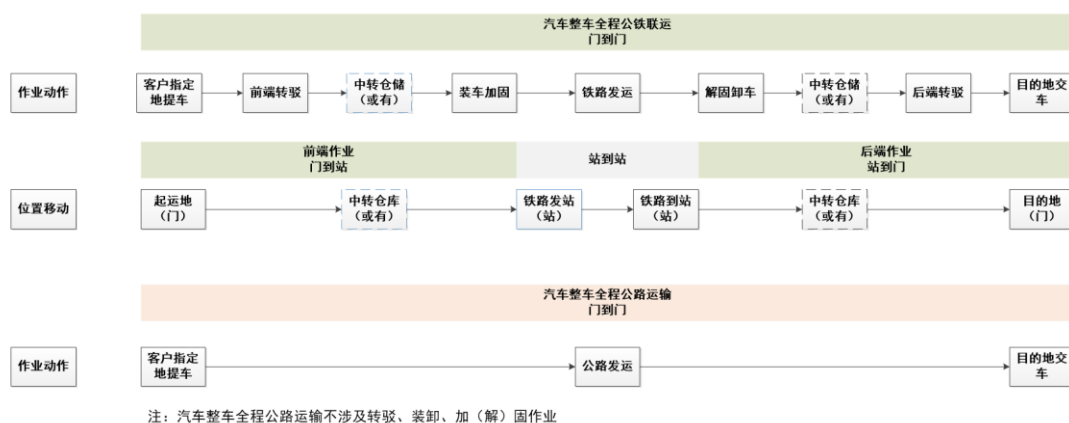 汽车整车全程公铁联运
门到门
作业动作
客户指定
地提车
前端转驳
中转仓储
（或有）
装车加固
铁路发运
解固卸车
中转仓储
（或有）
后端转驳
目的地交
车
前端作业
门到站
站到站
后端作业
站到门
位置移动
起运地
（门）
中转仓库
（或有）
铁路发站
（站）
铁路到站
（站）
中转仓库
（或有）
目的地
（门）
汽车整车全程公路运输
门到门
作业动作
客户指定
地提车
公路发运
目的地交
车
注：汽车整车全程公路运输不涉及转驳、装卸、加（解）固作业